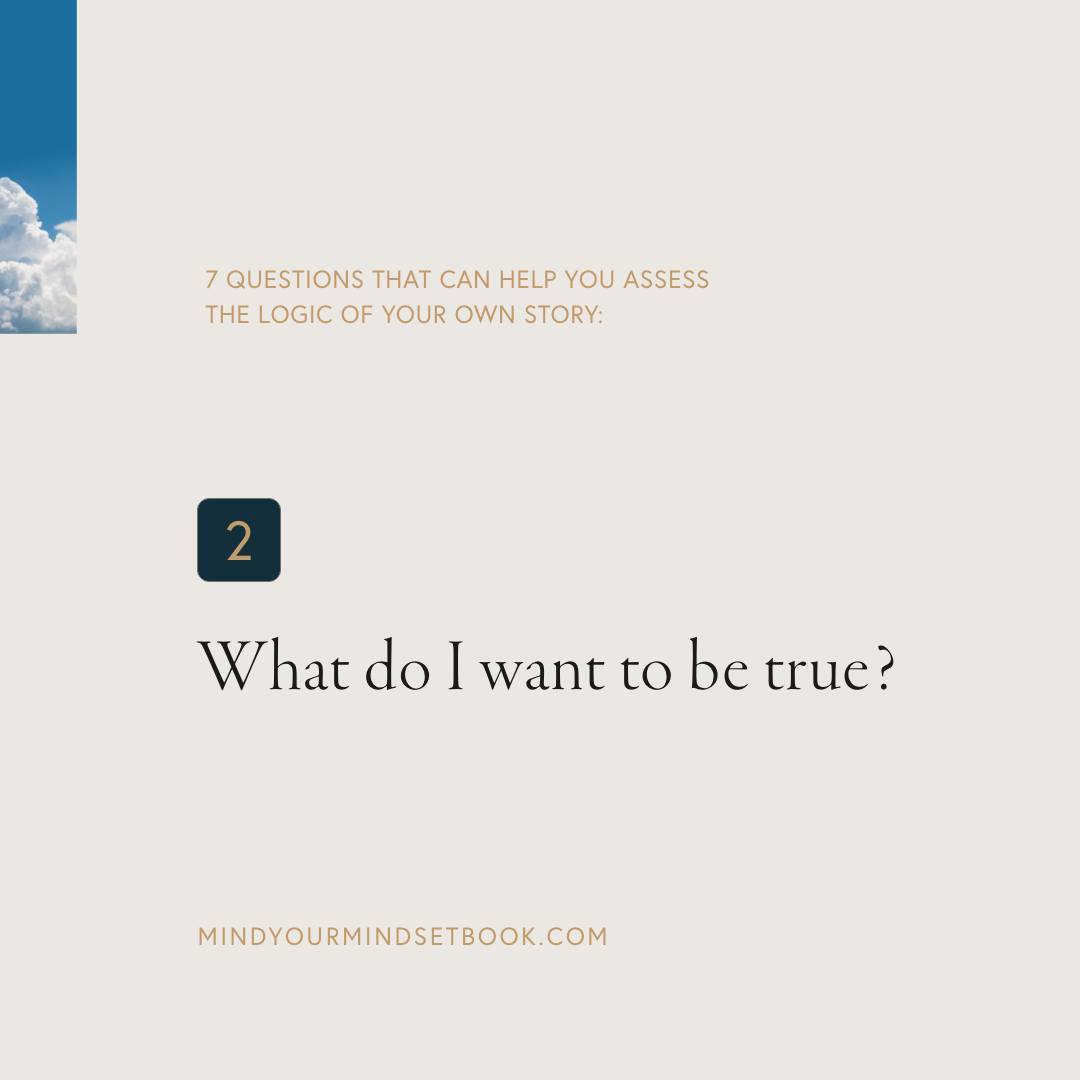 7 QUESTIONS THAT CAN HELP YOU ASSESS
THE LOGIC OF YOUR OWN STORY:
2
What do I want to be true?
MINDYOURMINDSETBOOK.COM